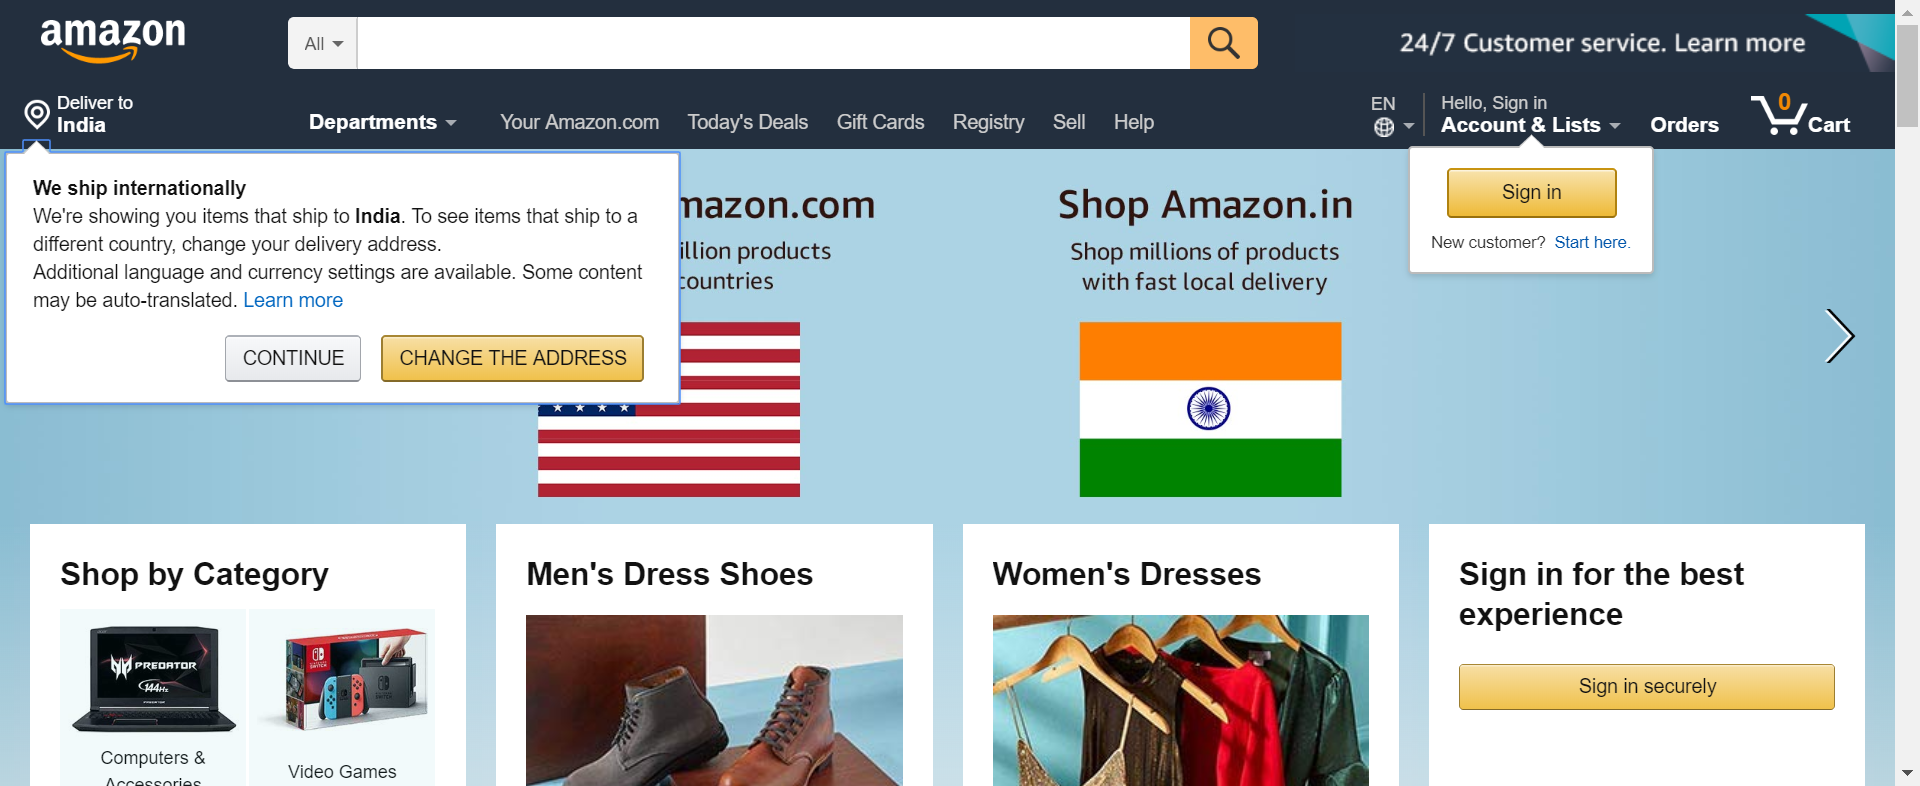 amazon
All
24/7 Customer service. Learn more
Deliver to
India
Departments
Your Amazon.com
Today's Deals
Gift Cards
Registry
Sell
Help
EN
Hello, Sign in
Account & Lists
Orders
0
Cart
We ship internationally
We're showing you items that ship to India. To see items that ship to a
different country, change your delivery address.
Additional language and currency settings are available. Some content
may be auto-translated. Learn more
CONTINUE
CHANGE THE ADDRESS
mazon.com
illion products
countries
Shop Amazon.in
Shop millions of products
with fast local delivery
Sign in
New customer? Start here.
Shop by Category
PREDATOR
144Hz
Computers &
Accessories
Video Games
Men's Dress Shoes
Women's Dresses
Sign in for the best
experience
Sign in securely